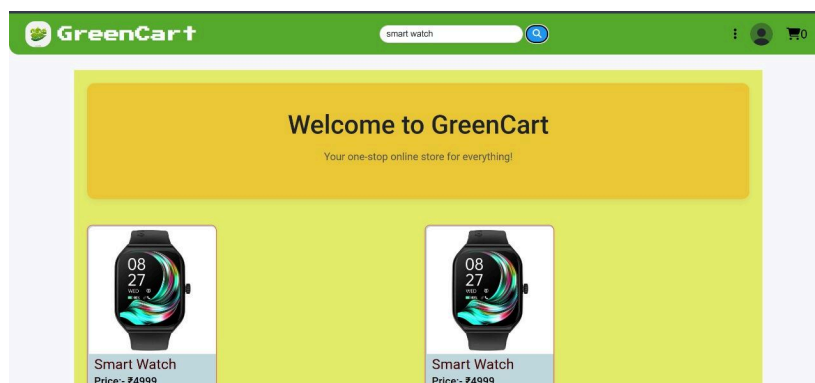 GreenCart
smart watch
0
Welcome to GreenCart
Your one-stop online store for everything!
08
27
WED
08
27
WED
Smart Watch
Price:- ₹4999
Smart Watch
Price:- ₹4999